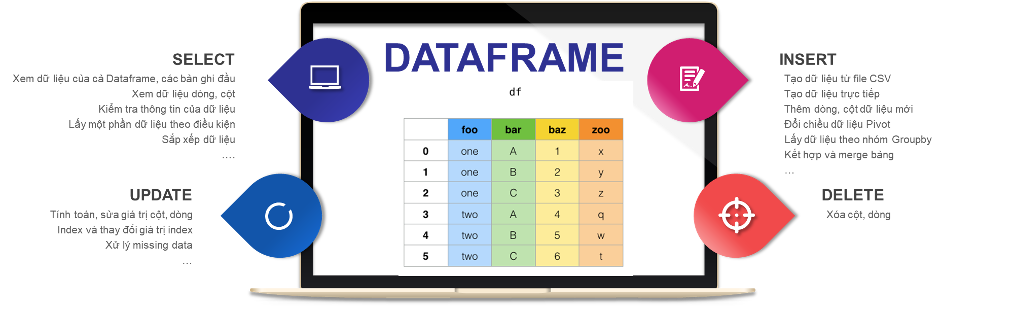 DATAFRAME
df
foo bar baz zoo
0 one A 1 x
1 one B 2 y
2 one C 3 z
3 two A 4 q
4 two B 5 w
5 two C 6 t
SELECT
Xem dữ liệu của cả Dataframe, các bản ghi đầu
Xem dữ liệu dòng, cột
Kiểm tra thông tin của dữ liệu
Lấy một phần dữ liệu theo điều kiện
Sắp xếp dữ liệu
....
UPDATE
Tính toán, sửa giá trị cột, dòng
Index và thay đổi giá trị index
Xử lý missing data
...
INSERT
Tạo dữ liệu từ file CSV
Tạo dữ liệu trực tiếp
Thêm dòng, cột dữ liệu mới
Đổi chiều dữ liệu Pivot
Lấy dữ liệu theo nhóm Groupby
Kết hợp và merge bảng
...
DELETE
Xóa cột, dòng